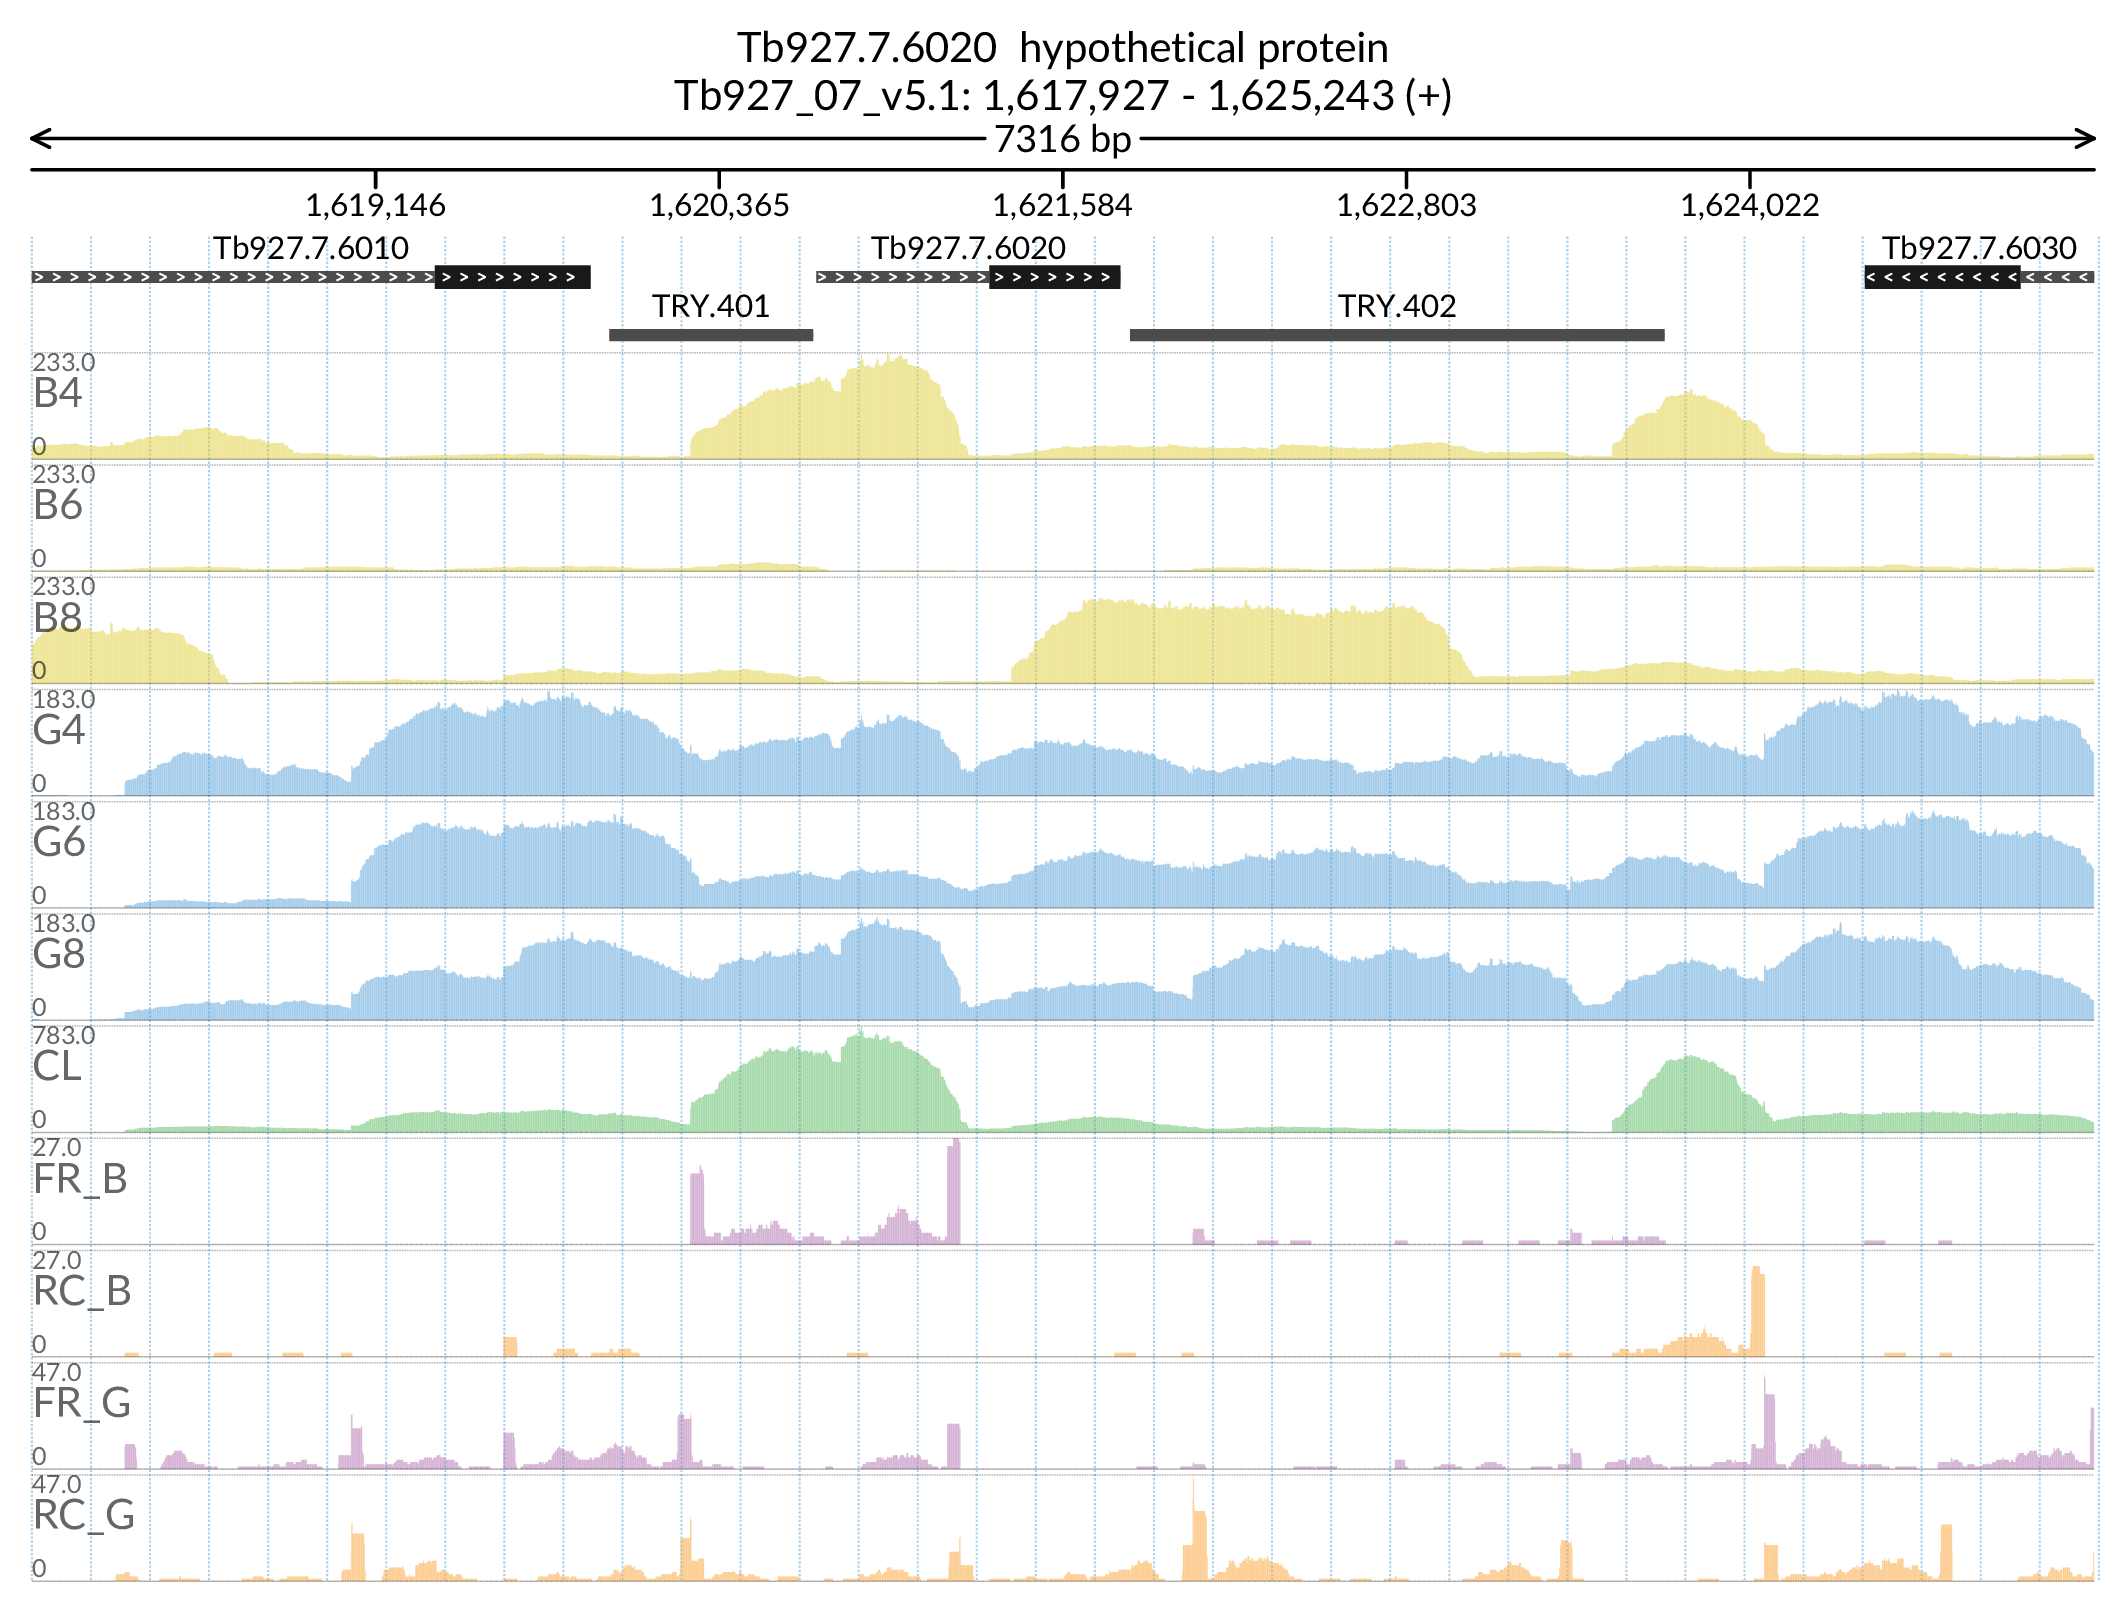 Tb927.7.6020 hypothetical protein
Tb927_07_v5.1: 1,617,927 - 1,625,243 (+)
7316 bp
1,619,146 1,620,365 1,621,584 1,622,803 1,624,022
Tb927.7.6010 Tb927.7.6020 Tb927.7.6030
TRY.401 TRY.402
233.0
B4
0
233.0
B6
0
233.0
B8
0
183.0
G4
0
183.0
G6
0
183.0
G8
0
783.0
CL
0
27.0
FR_B
0
27.0
RC_B
0
47.0
FR_G
0
47.0
RC_G
0